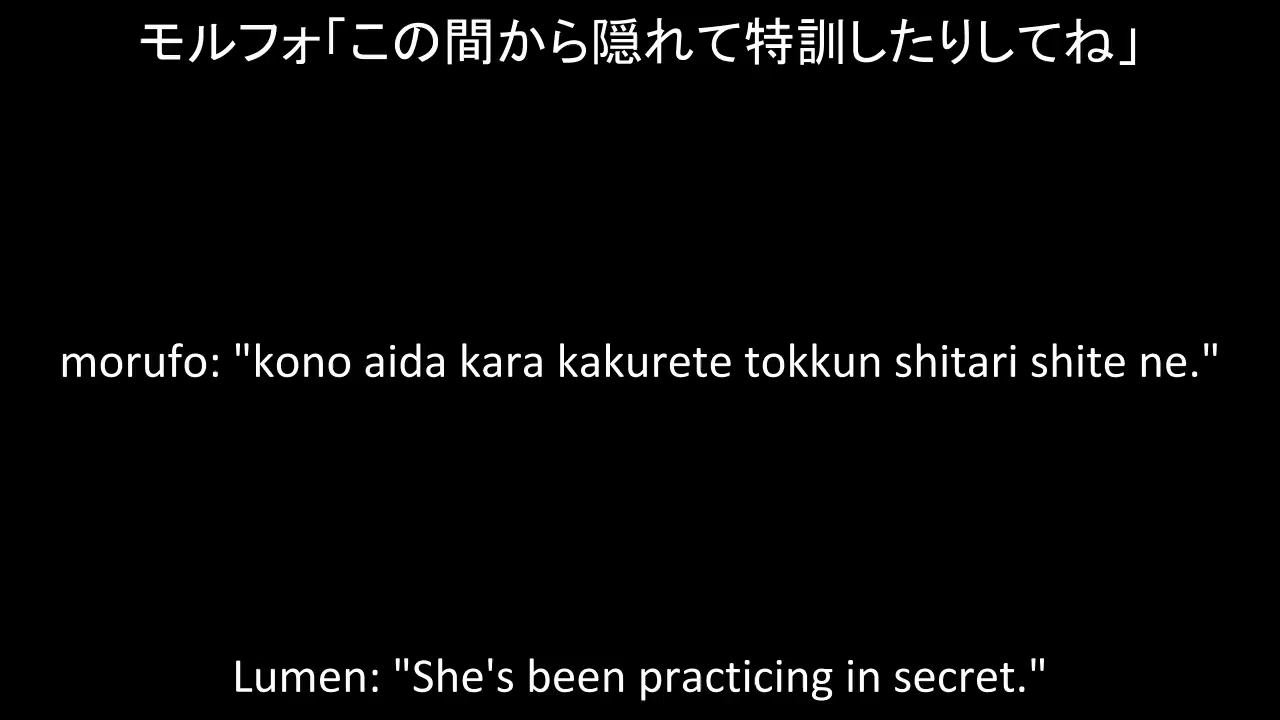 モルフォ「この間から隠れて特訓したりしてね」
morufo: "kono aida kara kakurete tokkun shitari shite ne."
Lumen: "She's been practicing in secret."